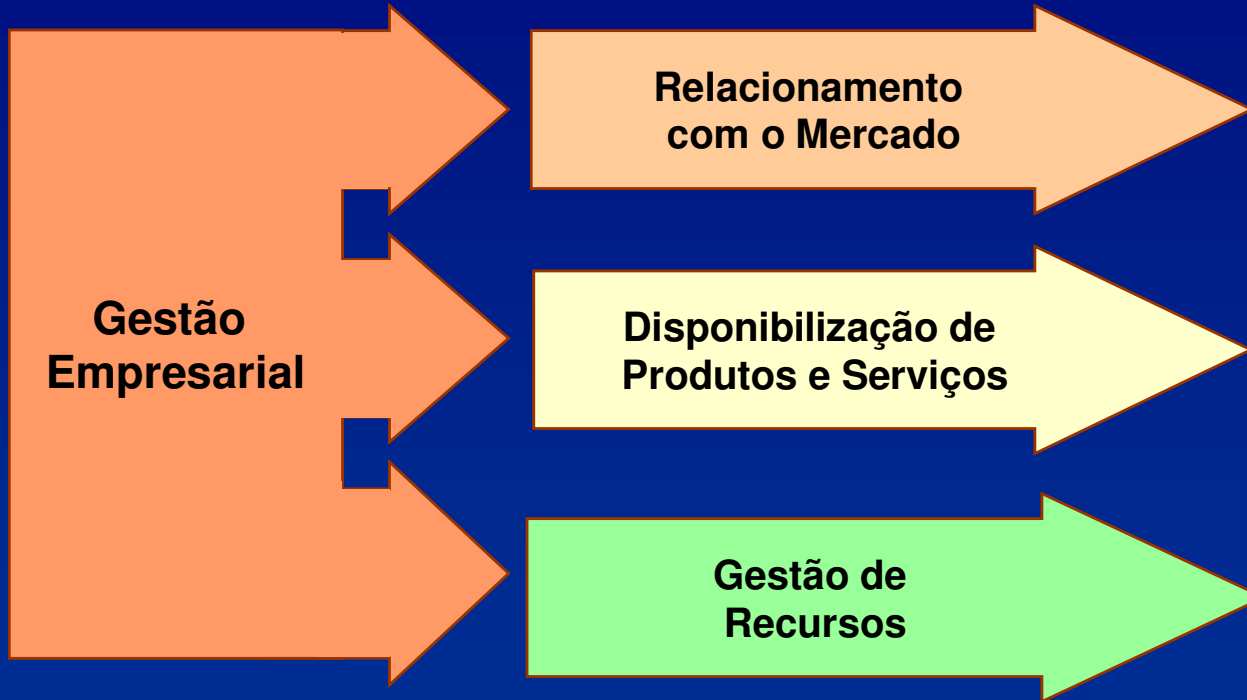 Relacionamento
com o Mercado
Gestão
Empresarial
Disponibilização de
Produtos e Serviços
Gestão de
Recursos